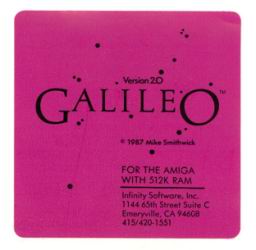 Version 2.0
GALILEO™
© 1987 Mike Smithwick
FOR THE AMIGA
WITH 512K RAM
Infinity Software, Inc.
1144 65th Street Suite C
Emeryville, CA 94608
415/420-1551